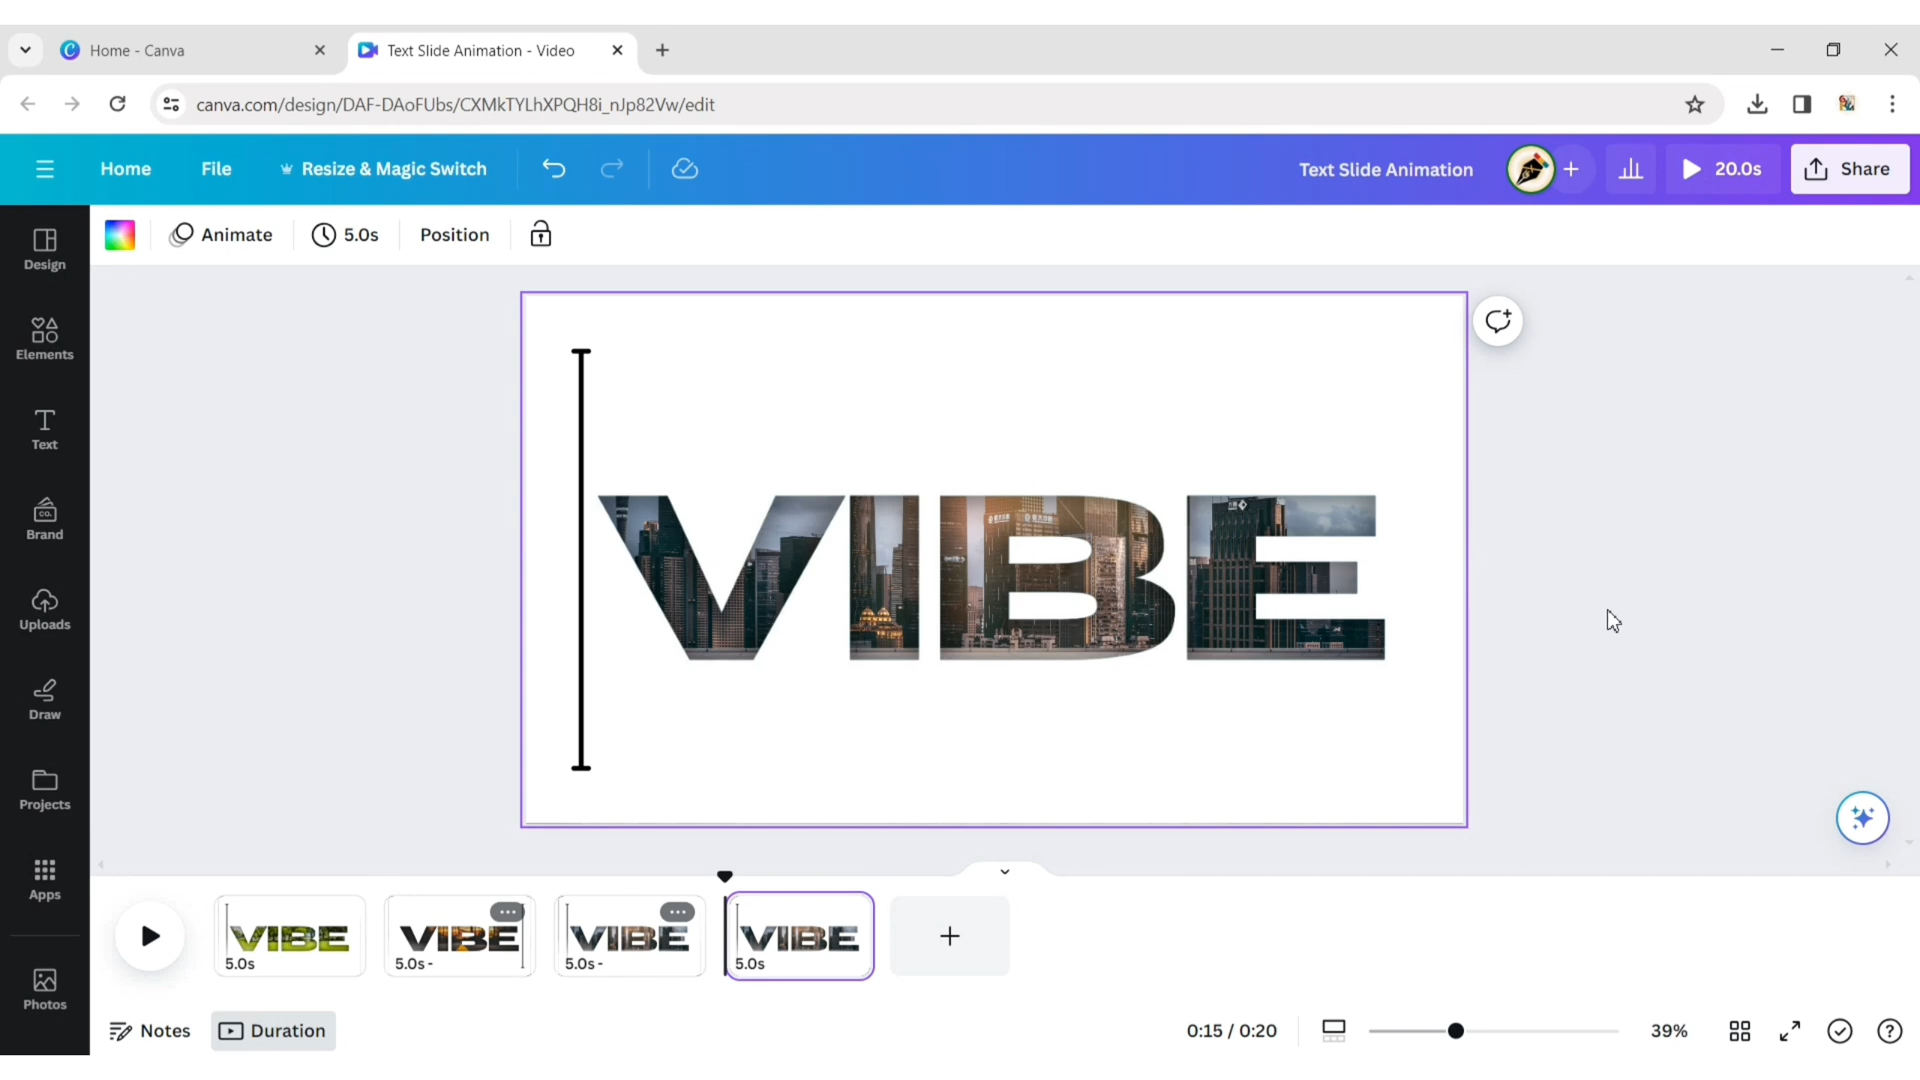 Home - Canva
Text Slide Animation - Video
canva.com/design/DAF-DAoFUbs/CXMkTYLhXPQH8i_nJp82Vw/edit
Home
File
Resize & Magic Switch
Text Slide Animation
20.0s
Share
Animate
5.0s
Position
Design
Elements
Text
CO.
Brand
Uploads
Draw
Projects
Apps
Photos
VIBE
VIBE
5.0s
VIBE
5.0s -
VIBE
5.0s -
VIBE
5.0s
Notes
Duration
0:15 / 0:20
39%